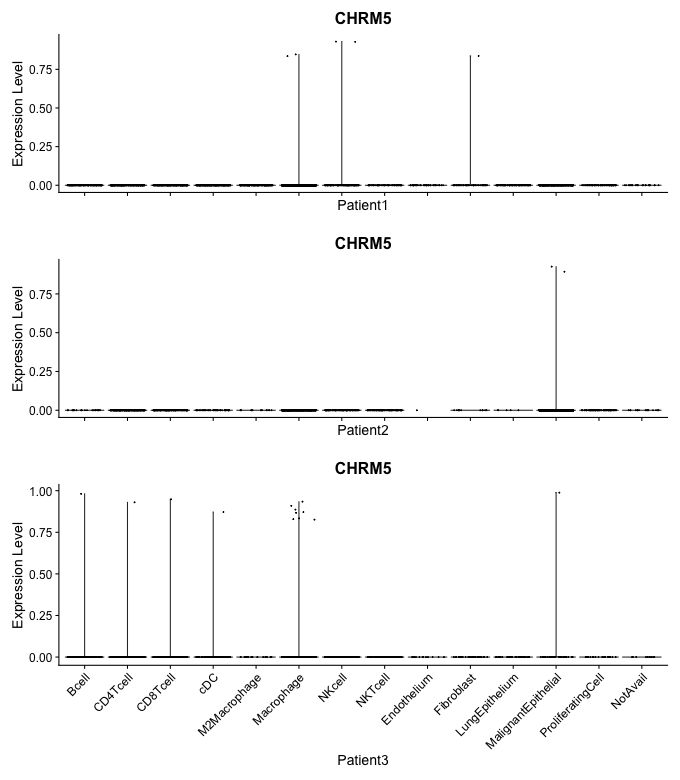 CHRM5
Expression Level
0.75
0.50
0.25
0.00
Patient1
CHRM5
Expression Level
0.75
0.50
0.25
0.00
Patient2
CHRM5
Expression Level
1.00
0.75
0.50
0.25
0.00
Bcell
CD4Tcell
CD8Tcell
cDC
M2Macrophage
Macrophage
NKcell
NKTcell
Endothelium
Fibroblast
LungEpithelium
MalignantEpithelial
ProliferatingCell
NotAvail
Patient3